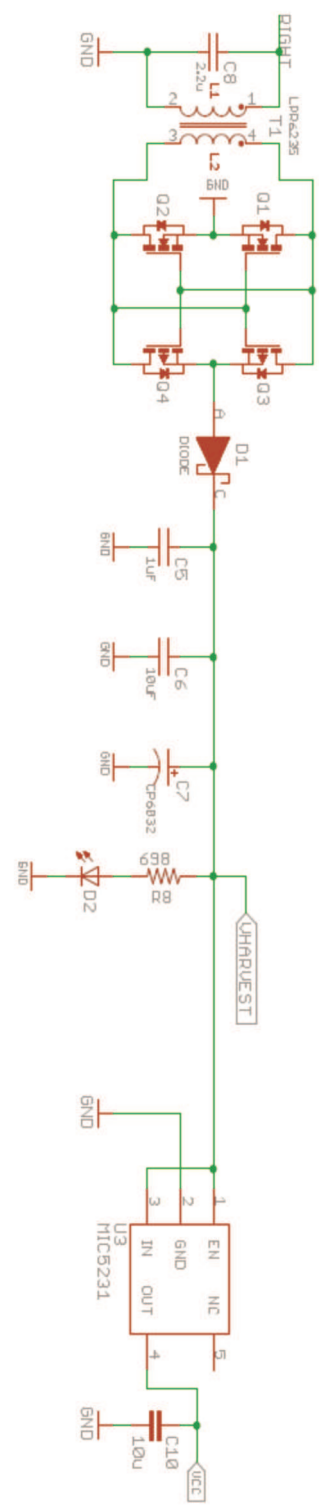 RIGHT
GND
C8
2.2u
L1
2
1
3
4
T1
LPR6235
L2
GND
Q2
Q1
Q4
Q3
A
D1
DIODE
C
GND
C5
1uF
GND
C6
10uF
GND
C7
+
CP6032
698
R8
D2
GND
VHARVEST
GND
3
2
1
U3
MIC5231
IN
GND
EN
OUT
NC
4
5
GND
C10
10u
VCC